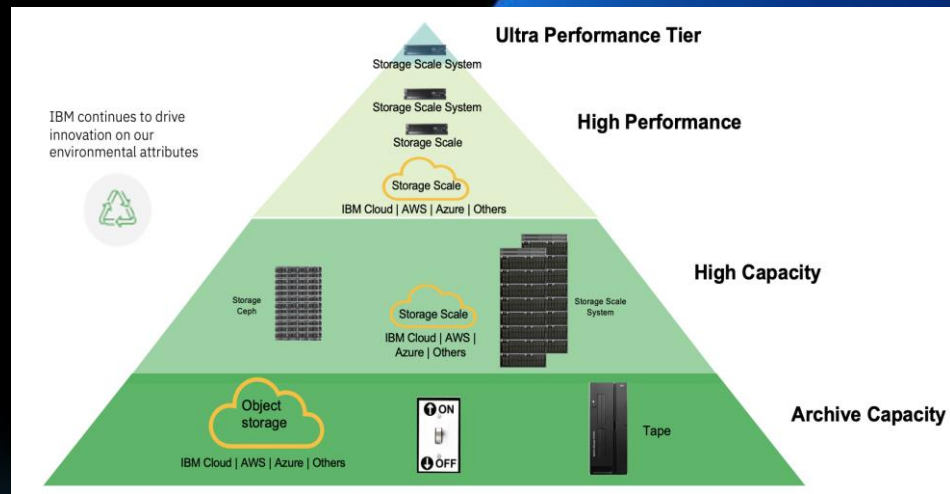 Ultra Performance Tier
Storage Scale System
Storage Scale System
High Performance
Storage Scale
IBM continues to drive
innovation on our
environmental attributes
Storage Scale
IBM Cloud | AWS | Azure | Others
High Capacity
Storage
Ceph
Storage Scale
IBM Cloud | AWS |
Azure | Others
Storage Scale
System
Archive Capacity
Object
storage
IBM Cloud | AWS | Azure | Others
ON
OFF
Tape